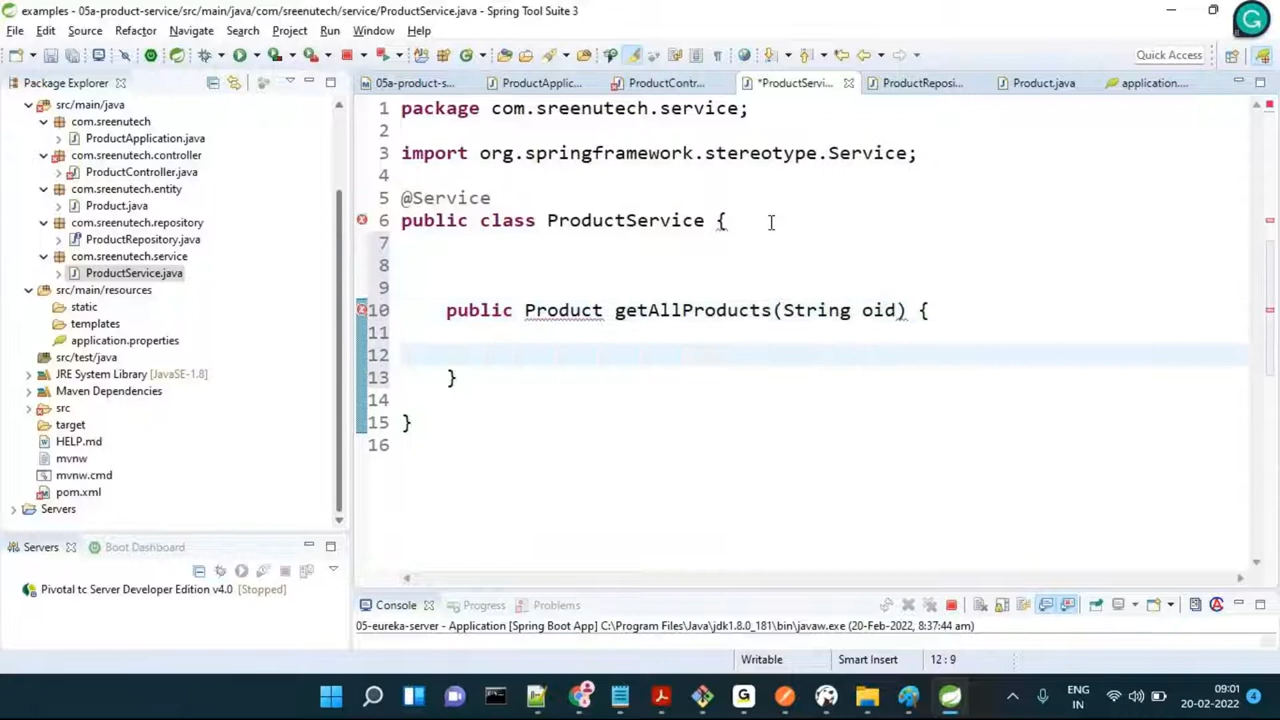 examples - 05a-product-service/src/main/java/com/sreenutech/service/ProductService.java - Spring Tool Suite 3
File Edit Source Refactor Navigate Search Project Run Window Help
Quick Access
Package Explorer
05a-product-s...
ProductApplic...
ProductContr...
*ProductServi...
ProductReposi...
Product.java
application....
src/main/java
com.sreenutech
ProductApplication.java
com.sreenutech.controller
ProductController.java
com.sreenutech.entity
Product.java
com.sreenutech.repository
ProductRepository.java
com.sreenutech.service
ProductService.java
src/main/resources
static
templates
application.properties
src/test/java
JRE System Library [JavaSE-1.8]
Maven Dependencies
src
target
HELP.md
mvnw
mvnw.cmd
pom.xml
Servers
1 package com.sreenutech.service;
2
3 import org.springframework.stereotype.Service;
4
5 @Service
6 public class ProductService {
7
8
9
10 public Product getAllProducts(String oid) {
11
12
13 }
14
15 }
16
Servers
Boot Dashboard
Pivotal tc Server Developer Edition v4.0 [Stopped]
Console
Progress
Problems
05-eureka-server - Application [Spring Boot App] C:\Program Files\Java\jdk1.8.0_181\bin\javaw.exe (20-Feb-2022, 8:37:44 am)
Writable
Smart Insert
12 : 9
ENG
IN
09:01
20-02-2022